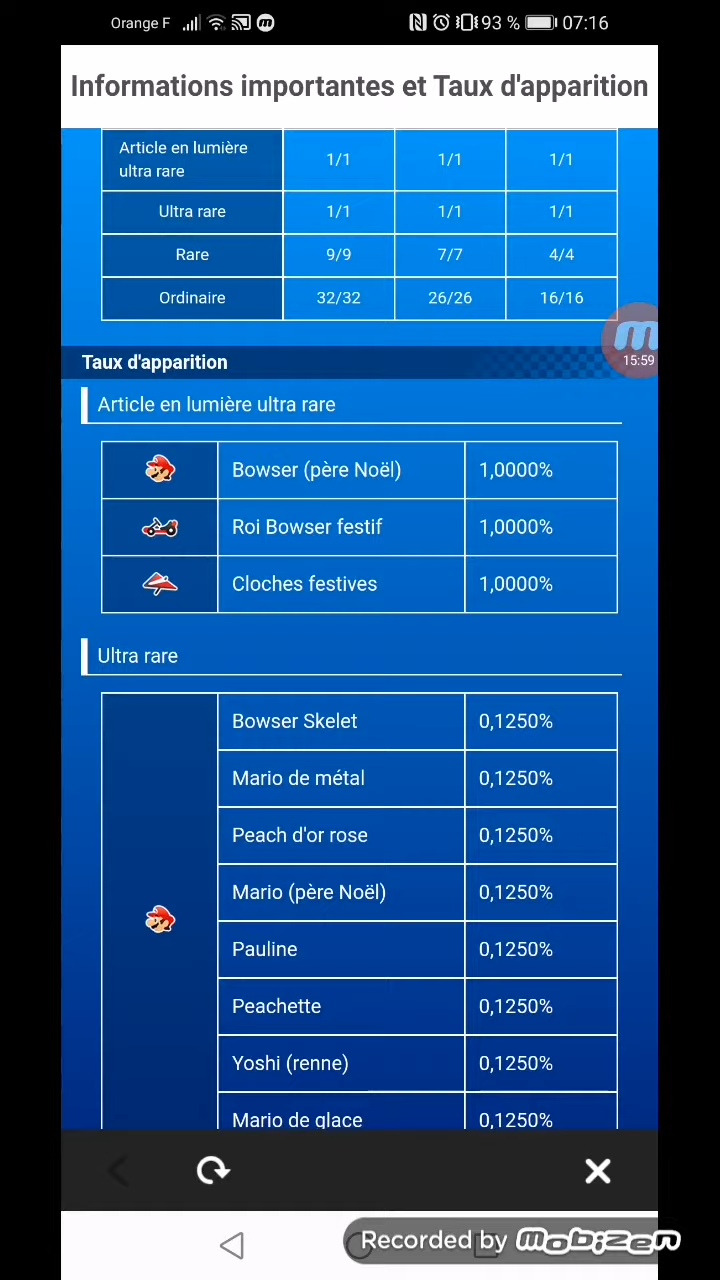 Orange F 93 % 07:16
Informations importantes et Taux d'apparition
Article en lumière
ultra rare 1/1 1/1 1/1
Ultra rare 1/1 1/1 1/1
Rare 9/9 7/7 4/4
Ordinaire 32/32 26/26 16/16
15:59
Taux d'apparition
Article en lumière ultra rare
Bowser (père Noël) 1,0000%
Roi Bowser festif 1,0000%
Cloches festives 1,0000%
Ultra rare
Bowser Skelet 0,1250%
Mario de métal 0,1250%
Peach d'or rose 0,1250%
Mario (père Noël) 0,1250%
Pauline 0,1250%
Peachette 0,1250%
Yoshi (renne) 0,1250%
Mario de glace 0,1250%
Recorded by mobizen